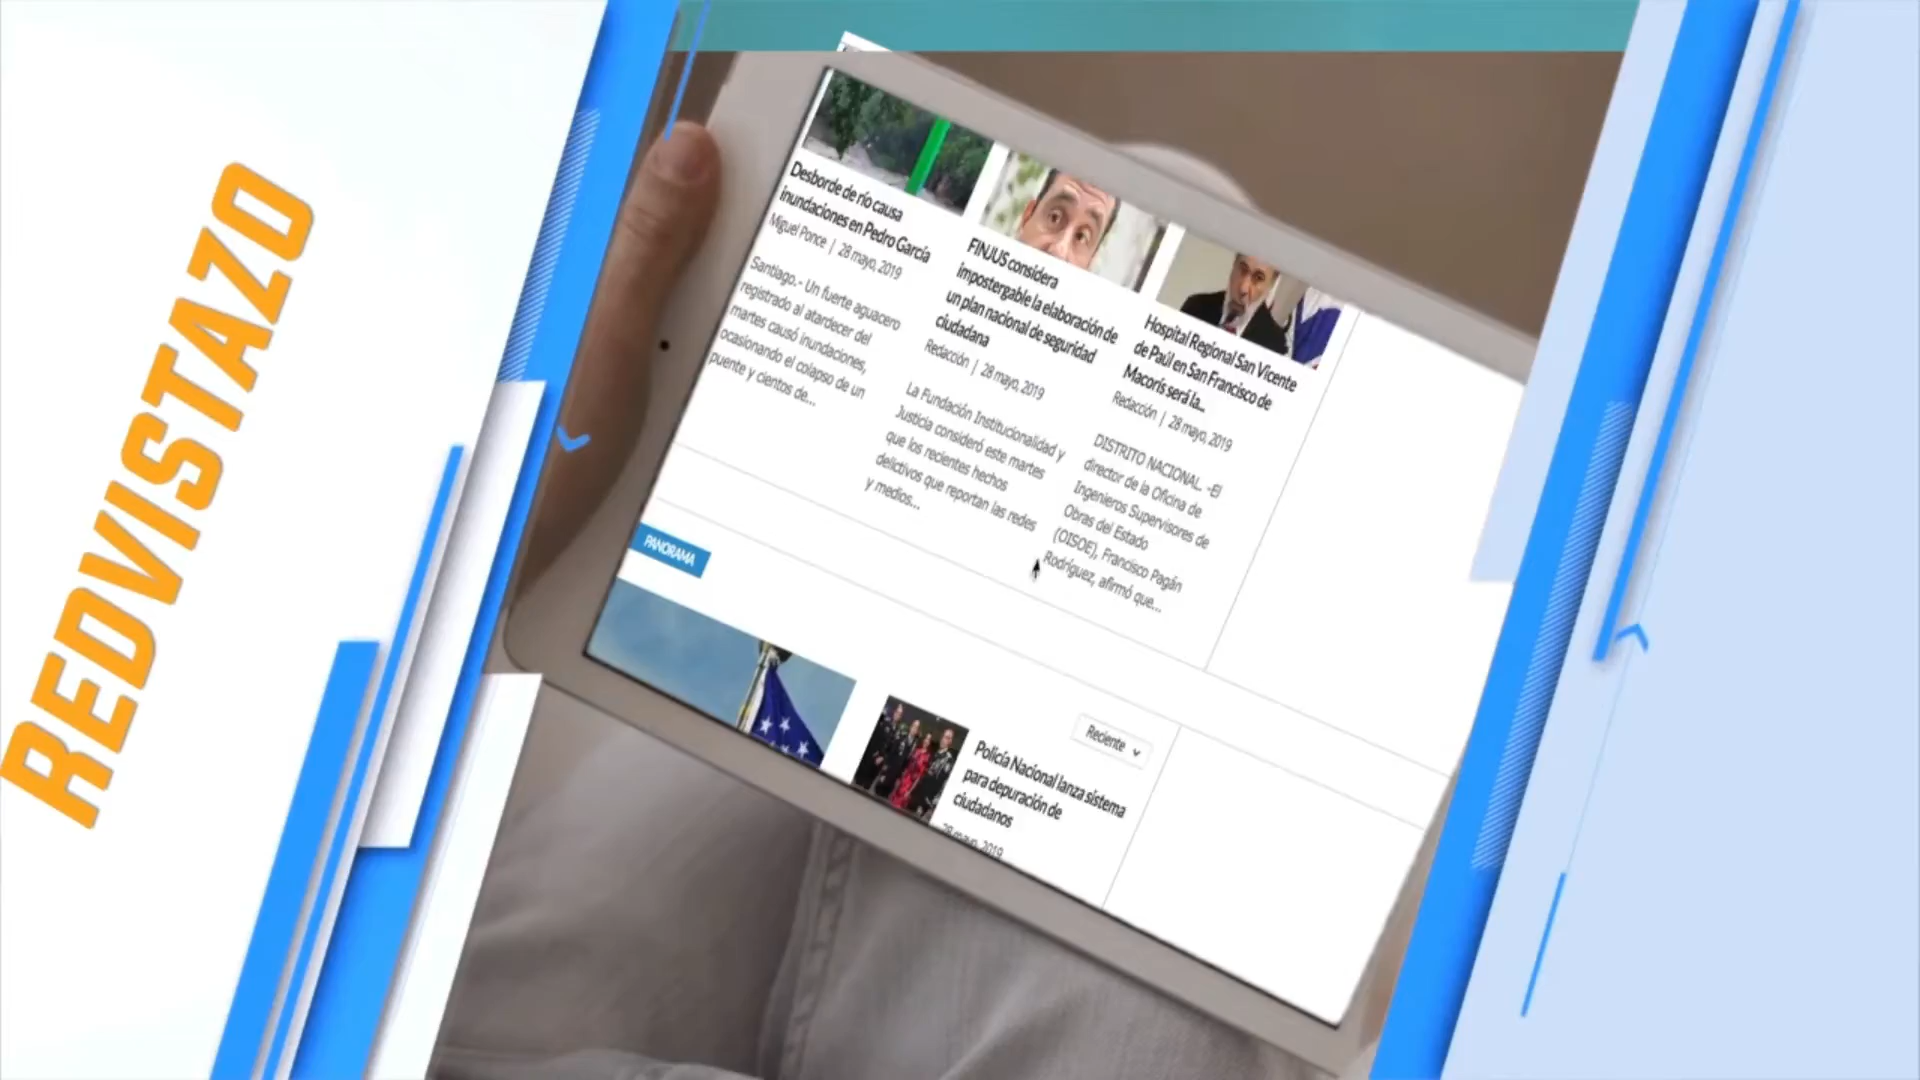 REDVISTAZO
Desborde de río causa
inundaciones en Pedro García
Miguel Ponce | 28 mayo, 2019
Santiago.- Un fuerte aguacero
registrado al atardecer del
martes causó inundaciones,
ocasionando el colapso de un
puente y cientos de...
FINJUS considera
impostergable la elaboración de
un plan nacional de seguridad
ciudadana
Redacción | 28 mayo, 2019
La Fundación Institucionalidad y
Justicia consideró este martes
que los recientes hechos
delictivos que reportan las redes
y medios...
Hospital Regional San Vicente
de Paúl en San Francisco de
Macorís será la...
Redacción | 28 mayo, 2019
DISTRITO NACIONAL. -El
director de la Oficina de
Ingenieros Supervisores de
Obras del Estado
(OISOE), Francisco Pagán
Rodríguez, afirmó que...
PANORAMA
Reciente
Policía Nacional lanza sistema
para depuración de
ciudadanos
28 mayo, 2019